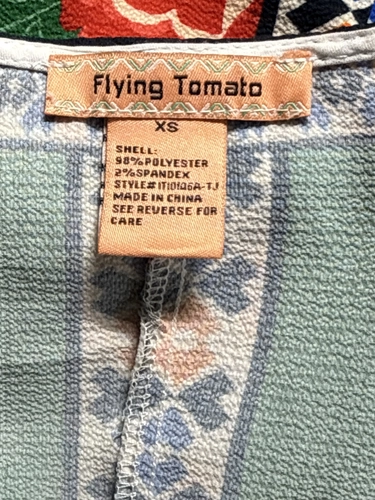 Flying Tomato
XS
SHELL:
98%POLYESTER
2%SPANDEX
STYLE# IT10106A-TJ
MADE IN CHINA
SEE REVERSE FOR
CARE